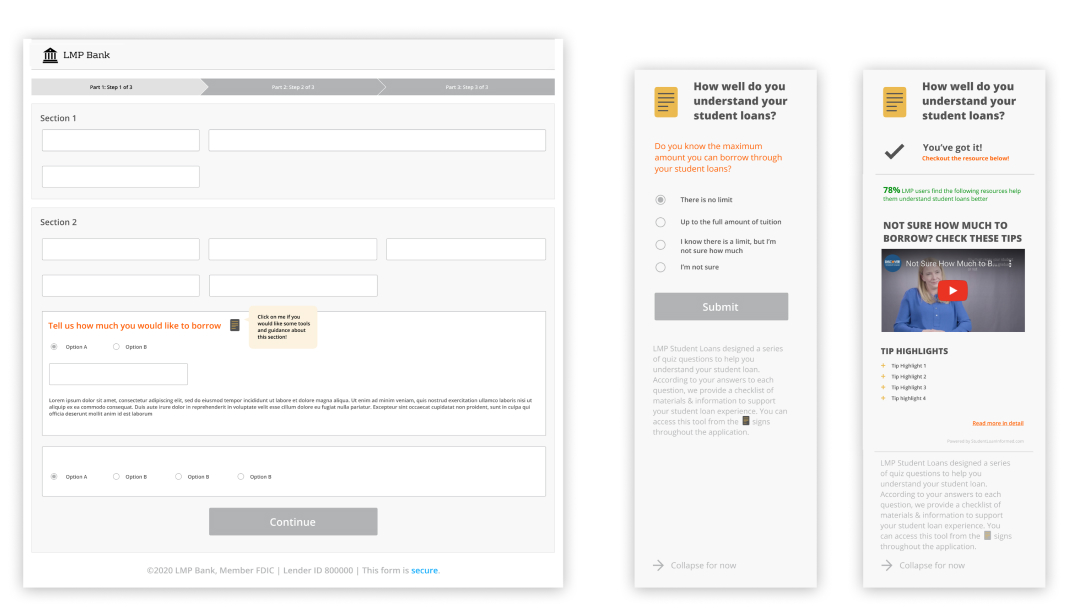 LMP Bank
Part 1: Step 1 of 3
Part 2: Step 2 of 3
Part 3: Step 3 of 3
Section 1
Section 2
Tell us how much you would like to borrow
Click on me if you
would like some tools
and guidance about
this section!
Option A
Option B
Lorem ipsum dolor sit amet, consectetur adipiscing elit, sed do eiusmod tempor incididunt ut labore et dolore magna aliqua. Ut enim ad minim veniam, quis nostrud exercitation ullamco laboris nisi ut
aliquip ex ea commodo consequat. Duis aute irure dolor in reprehenderit in voluptate velit esse cillum dolore eu fugiat nulla pariatur. Excepteur sint occaecat cupidatat non proident, sunt in culpa qui
officia deserunt mollit anim id est laborum
Option A
Option B
Option B
Option B
Continue
©2020 LMP Bank, Member FDIC | Lender ID 800000 | This form is secure.
How well do you
understand your
student loans?
Do you know the maximum
amount you can borrow through
your student loans?
There is no limit
Up to the full amount of tuition
I know there is a limit, but I'm
not sure how much
I'm not sure
Submit
LMP Student Loans designed a series
of quiz questions to help you
understand your student loan.
According to your answers to each
question, we provide a checklist of
materials & information to support
your student loan experience. You can
access this tool from the signs
throughout the application.
Collapse for now
How well do you
understand your
student loans?
You've got it!
Checkout the resource below!
78% LMP users find the following resources help
them understand student loans better
NOT SURE HOW MUCH TO
BORROW? CHECK THESE TIPS
Not Sure How Much to B...
TIP HIGHLIGHTS
+ Tip Highlight 1
+ Tip Highlight 2
+ Tip Highlight 3
+ Tip highlight 4
Read more in detail
LMP Student Loans designed a series
of quiz questions to help you
understand your student loan.
According to your answers to each
question, we provide a checklist of
materials & information to support
your student loan experience. You
can access this tool from the signs
throughout the application.
Collapse for now